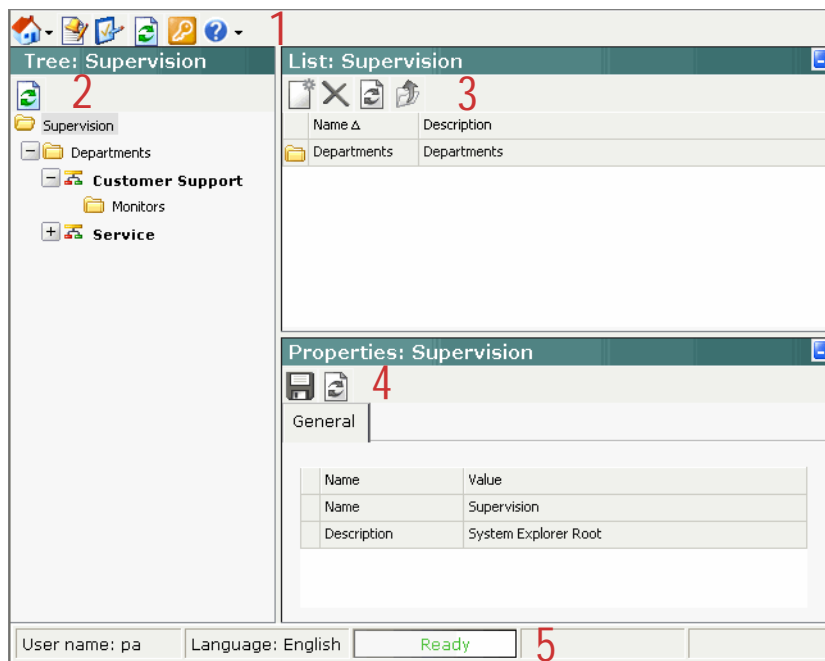 1
Tree: Supervision
2
Supervision
Departments
Customer Support
Monitors
Service
List: Supervision
3
Name Description
Departments Departments
Properties: Supervision
4
General
Name Value
Name Supervision
Description System Explorer Root
User name: pa Language: English Ready 5